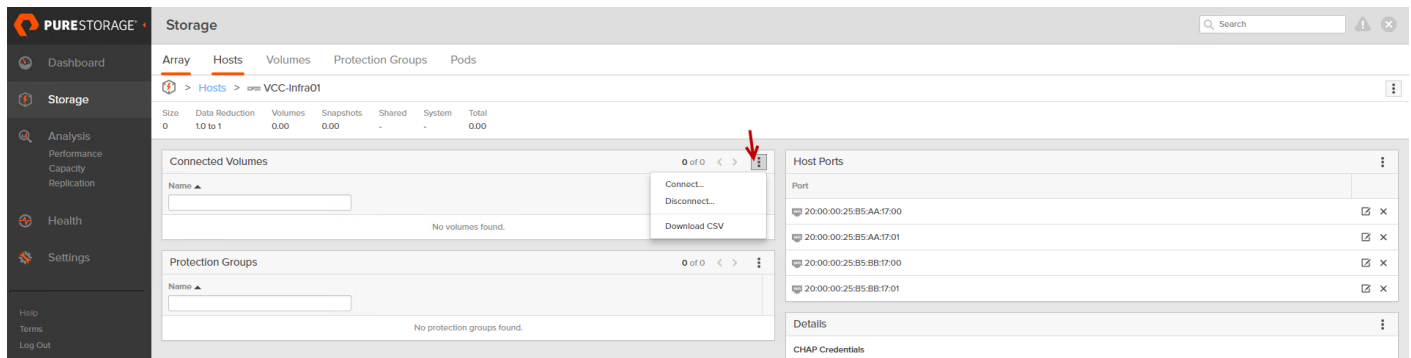 PURESTORAGE®
Storage
Search
Dashboard
Storage
Analysis
Performance
Capacity
Replication
Health
Settings
Help
Terms
Log Out
Array Hosts Volumes Protection Groups Pods
> Hosts > VCC-Infra01
Size Data Reduction Volumes Snapshots Shared System Total
0 1.0 to 1 0.00 0.00 - - 0.00
Connected Volumes 0 of 0 < >
Name
No volumes found.
Connect...
Disconnect...
Download CSV
Protection Groups 0 of 0 < >
Name
No protection groups found.
Host Ports
Port
20:00:00:25:B5:AA:17:00
20:00:00:25:B5:AA:17:01
20:00:00:25:B5:BB:17:00
20:00:00:25:B5:BB:17:01
Details
CHAP Credentials